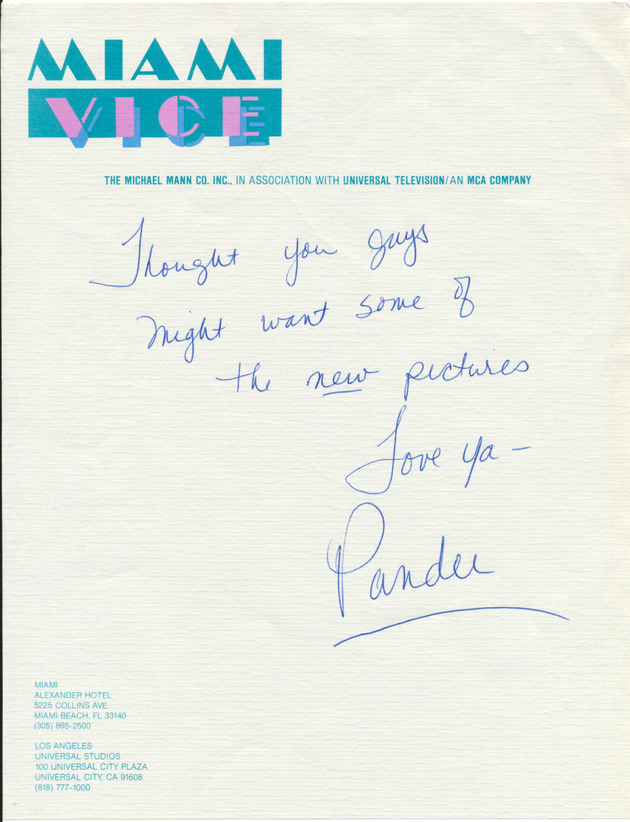 MIAMI
VICE
THE MICHAEL MANN CO. INC., IN ASSOCIATION WITH UNIVERSAL TELEVISION/AN MCA COMPANY
Thought you guys
might want some of
the new pictures
Love ya –
Pandee
MIAMI
ALEXANDER HOTEL
5225 COLLINS AVE.
MIAMI BEACH, FL 33140
(305) 865-2500
LOS ANGELES
UNIVERSAL STUDIOS
100 UNIVERSAL CITY PLAZA
UNIVERSAL CITY, CA 91608
(818) 777-1000